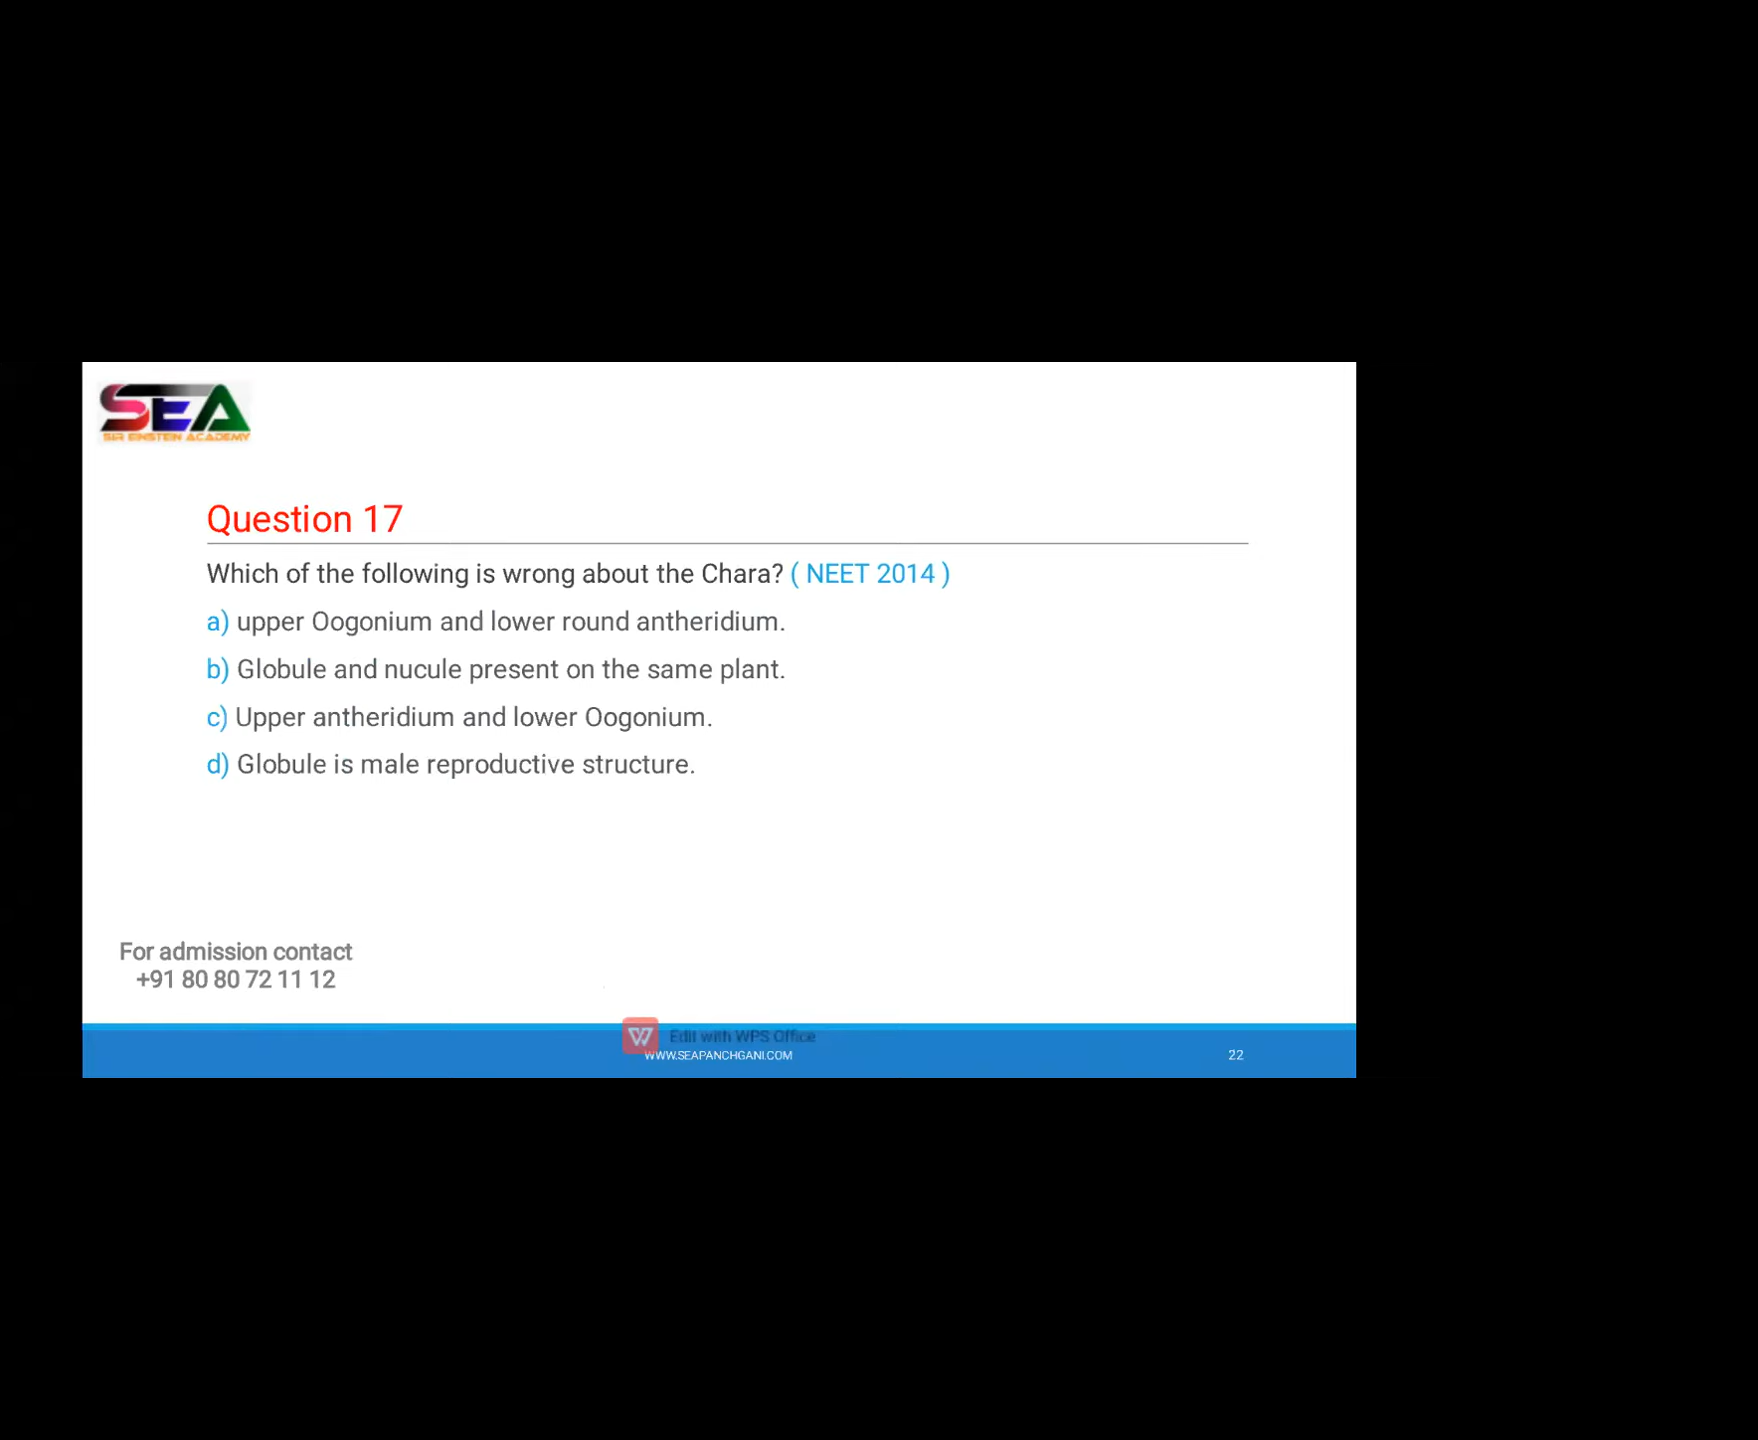 SEA
SIR EINSTEIN ACADEMY
Question 17
Which of the following is wrong about the Chara? ( NEET 2014 )
a) upper Oogonium and lower round antheridium.
b) Globule and nucule present on the same plant.
c) Upper antheridium and lower Oogonium.
d) Globule is male reproductive structure.
For admission contact
+91 80 80 72 11 12
Edit with WPS Office
WWW.SEAPANCHGANI.COM
22